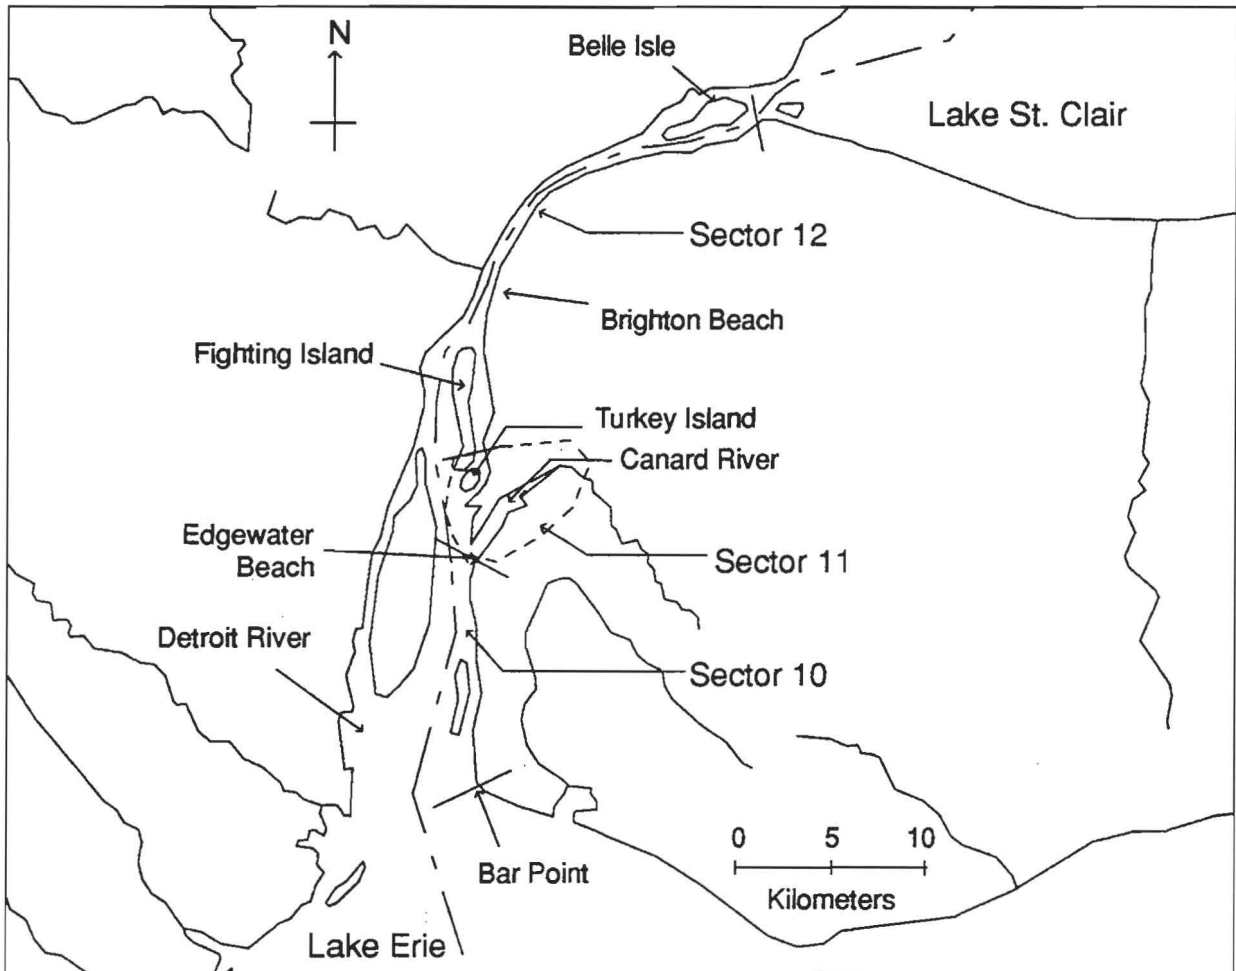 N
Belle Isle
Lake St. Clair
Sector 12
Brighton Beach
Fighting Island
Turkey Island
Canard River
Edgewater
Beach
Sector 11
Detroit River
Sector 10
0 5 10
Kilometers
Bar Point
Lake Erie